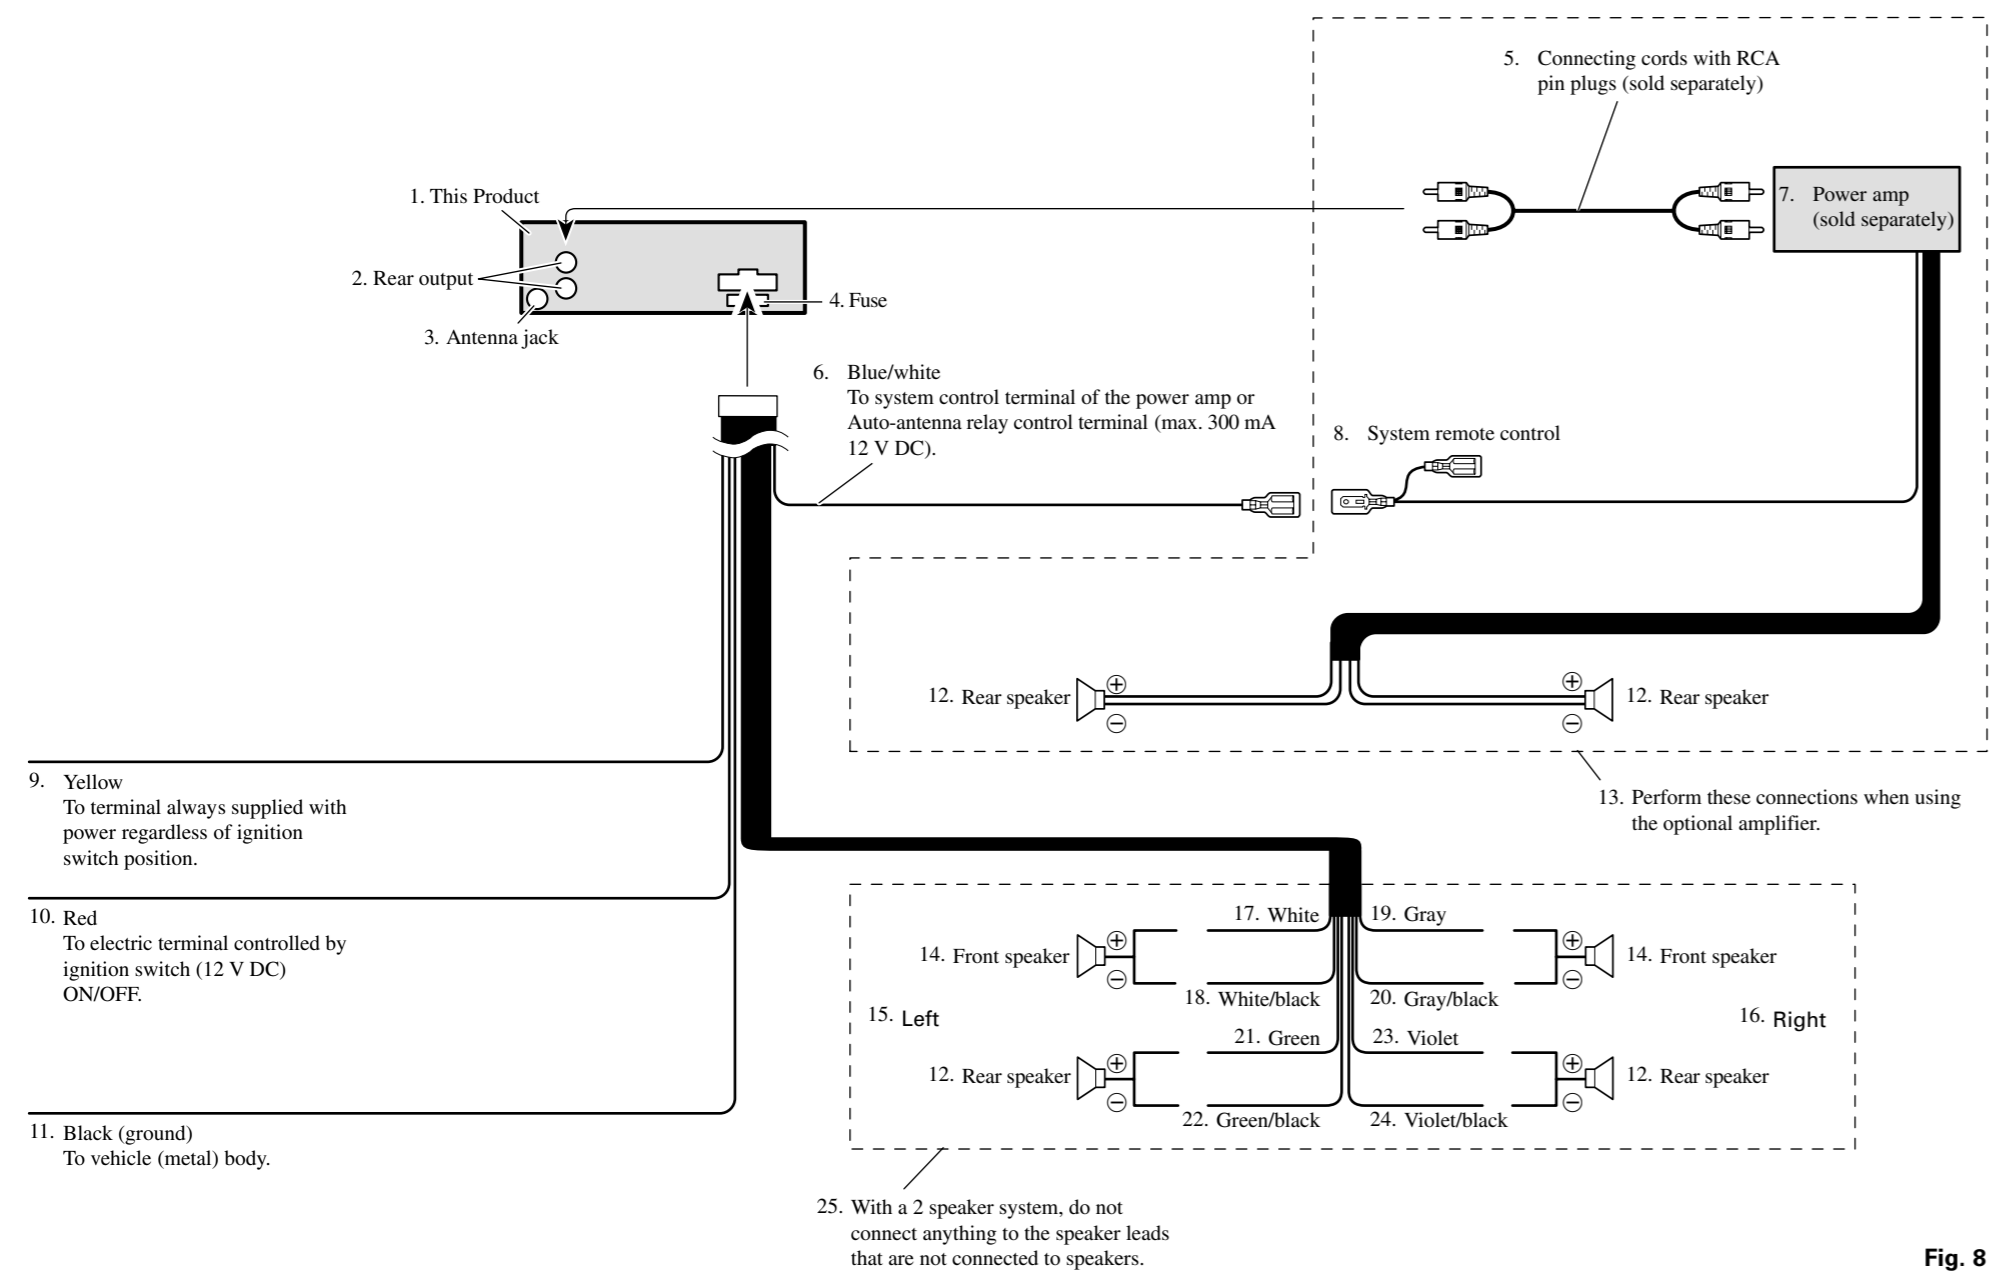 5. Connecting cords with RCA
pin plugs (sold separately)
1. This Product
7. Power amp
(sold separately)
2. Rear output
4. Fuse
3. Antenna jack
6. Blue/white
To system control terminal of the power amp or
Auto-antenna relay control terminal (max. 300 mA
12 V DC).
8. System remote control
12. Rear speaker
⊕
⊖
⊕
⊖
12. Rear speaker
9. Yellow
To terminal always supplied with
power regardless of ignition
switch position.
13. Perform these connections when using
the optional amplifier.
10. Red
To electric terminal controlled by
ignition switch (12 V DC)
ON/OFF.
17. White
19. Gray
14. Front speaker
⊕
⊖
⊕
⊖
14. Front speaker
18. White/black
20. Gray/black
15. Left
16. Right
21. Green
23. Violet
12. Rear speaker
⊕
⊖
⊕
⊖
12. Rear speaker
22. Green/black
24. Violet/black
11. Black (ground)
To vehicle (metal) body.
25. With a 2 speaker system, do not
connect anything to the speaker leads
that are not connected to speakers.
Fig. 8